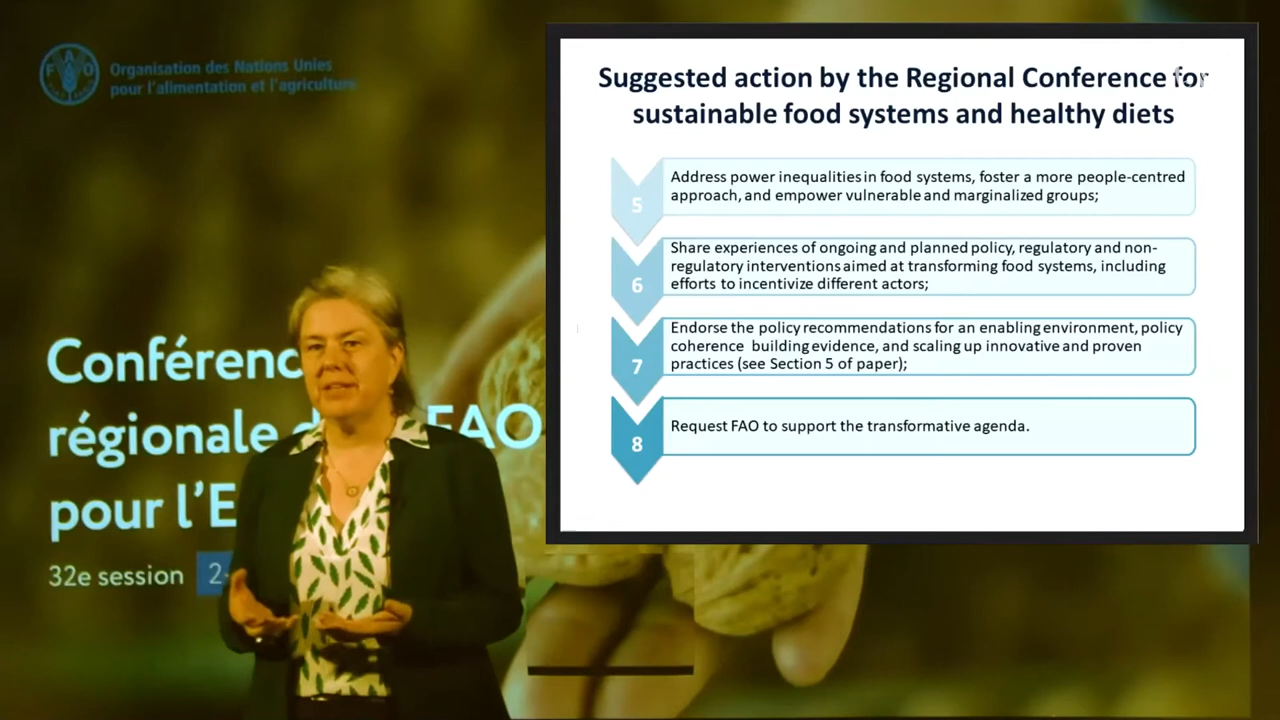 FAO
Organisation des Nations Unies
pour l'alimentation et l'agriculture
Conférenc
régionale d FAO
pour l'E
32e session 2-
Suggested action by the Regional Conference for
sustainable food systems and healthy diets
5
Address power inequalities in food systems, foster a more people-centred
approach, and empower vulnerable and marginalized groups;
6
Share experiences of ongoing and planned policy, regulatory and non-
regulatory interventions aimed at transforming food systems, including
efforts to incentivize different actors;
7
Endorse the policy recommendations for an enabling environment, policy
coherence building evidence, and scaling up innovative and proven
practices (see Section 5 of paper);
8
Request FAO to support the transformative agenda.